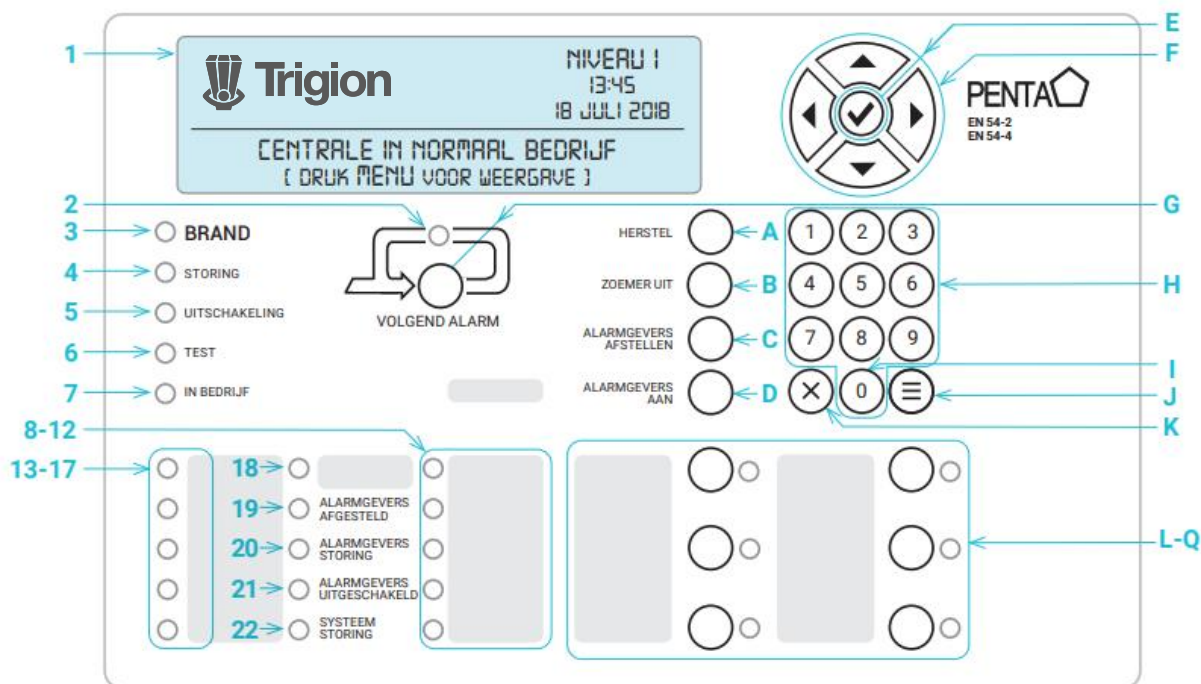 E
1
Trigion
NIVEAU 1
13:45
18 JULI 2018
F
PENTA
EN 54-2
EN 54-4
CENTRALE IN NORMAAL BEDRIJF
[ DRUK MENU VOOR WEERGAVE ]
2
G
3
BRAND
HERSTEL
A
1 2 3
4
STORING
ZOEMER UIT
B
4 5 6
H
5
UITSCHAKELING
VOLGEND ALARM
6
TEST
ALARMGEVERS
AFSTELLEN
C
7 8 9
I
7
IN BEDRIJF
ALARMGEVERS
AAN
D
0
J
K
8-12
13-17
18
19
ALARMGEVERS
AFGESTELD
20
ALARMGEVERS
STORING
L-Q
21
ALARMGEVERS
UITGESCHAKELD
22
SYSTEEM
STORING